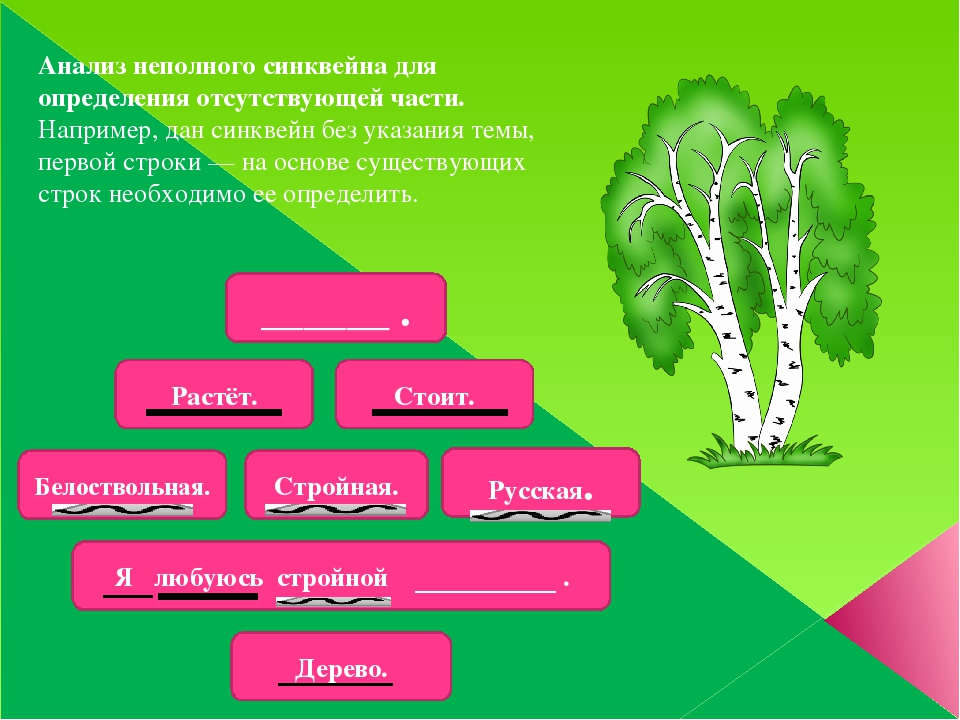 Анализ неполного синквейна для
определения отсутствующей части.
Например, дан синквейн без указания темы,
первой строки — на основе существующих
строк необходимо ее определить.
_________ .
Растёт. Стоит.
Белоствольная. Стройная. Русская.
Я любуюсь стройной __________ .
Дерево.